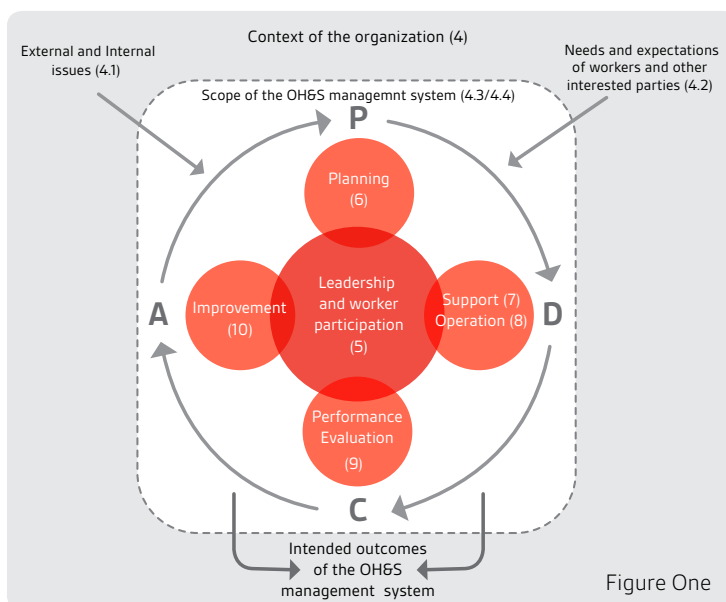 Context of the organization (4)
External and Internal
issues (4.1)
Needs and expectations
of workers and other
interested parties (4.2)
Scope of the OH&S managemnt system (4.3/4.4)
P
Planning
(6)
A
Improvement
(10)
Leadership
and worker
participation
(5)
Support (7)
Operation (8)
D
Performance
Evaluation
(9)
C
Intended outcomes
of the OH&S
management system
Figure One